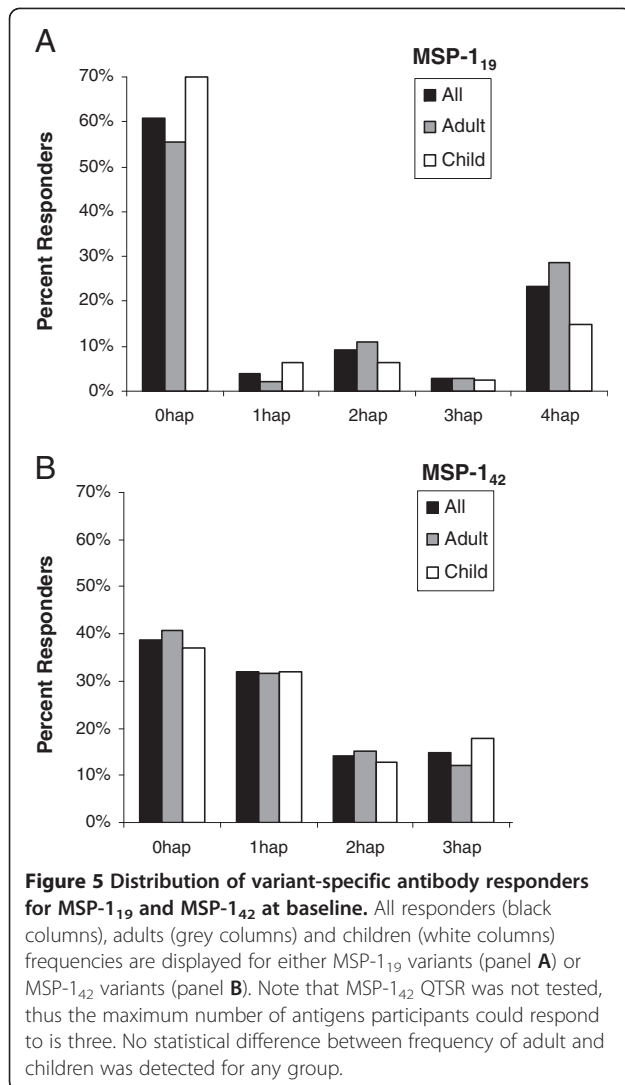 A
MSP-1₁₉
All
Adult
Child
Percent Responders
70%
60%
50%
40%
30%
20%
10%
0%
0hap 1hap 2hap 3hap 4hap
B
MSP-1₄₂
All
Adult
Child
Percent Responders
70%
60%
50%
40%
30%
20%
10%
0%
0hap 1hap 2hap 3hap
Figure 5 Distribution of variant-specific antibody responders
for MSP-1₁₉ and MSP-1₄₂ at baseline. All responders (black
columns), adults (grey columns) and children (white columns)
frequencies are displayed for either MSP-1₁₉ variants (panel A) or
MSP-1₄₂ variants (panel B). Note that MSP-1₄₂ QTSR was not tested,
thus the maximum number of antigens participants could respond
to is three. No statistical difference between frequency of adult and
children was detected for any group.